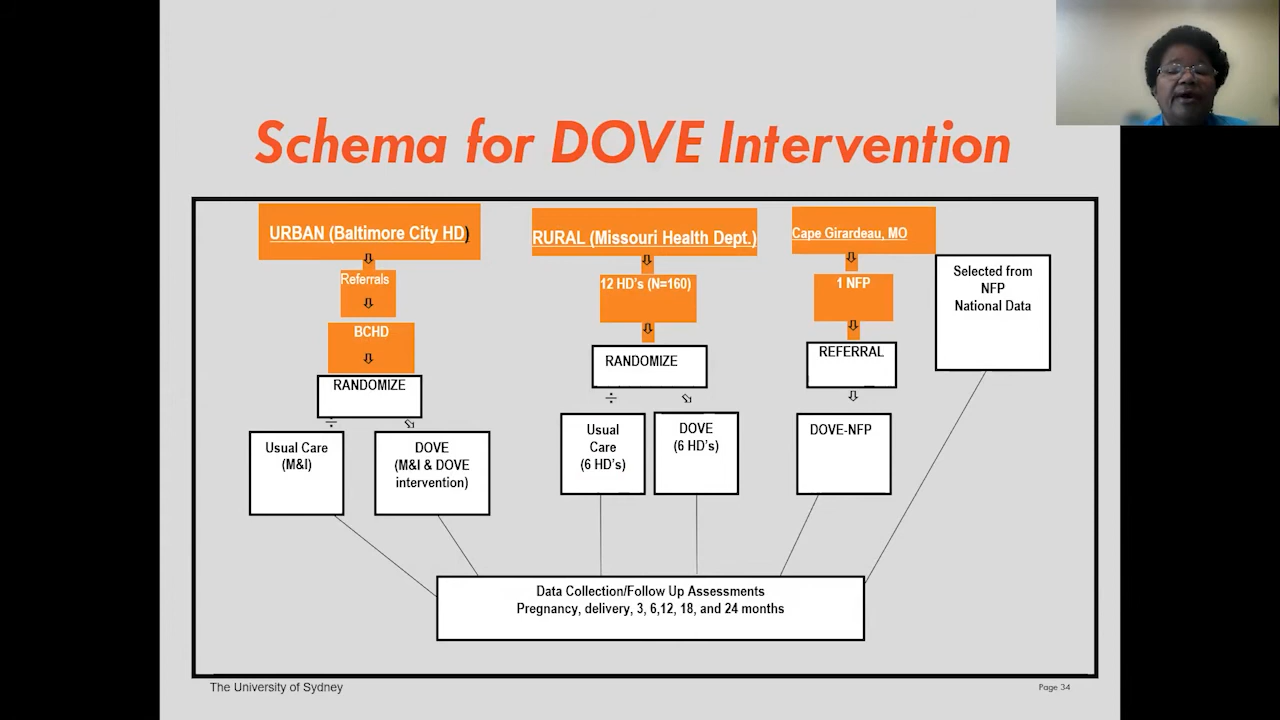 Schema for DOVE Intervention
URBAN (Baltimore City HD)
Referrals
BCHD
RANDOMIZE
÷
Usual Care
(M&I)
DOVE
(M&I & DOVE
intervention)
RURAL (Missouri Health Dept.)
12 HD's (N=160)
RANDOMIZE
÷
Usual
Care
(6 HD's)
DOVE
(6 HD's)
Cape Girardeau, MO
1 NFP
REFERRAL
DOVE-NFP
Selected from
NFP
National Data
Data Collection/Follow Up Assessments
Pregnancy, delivery, 3, 6,12, 18, and 24 months
The University of Sydney
Page 34